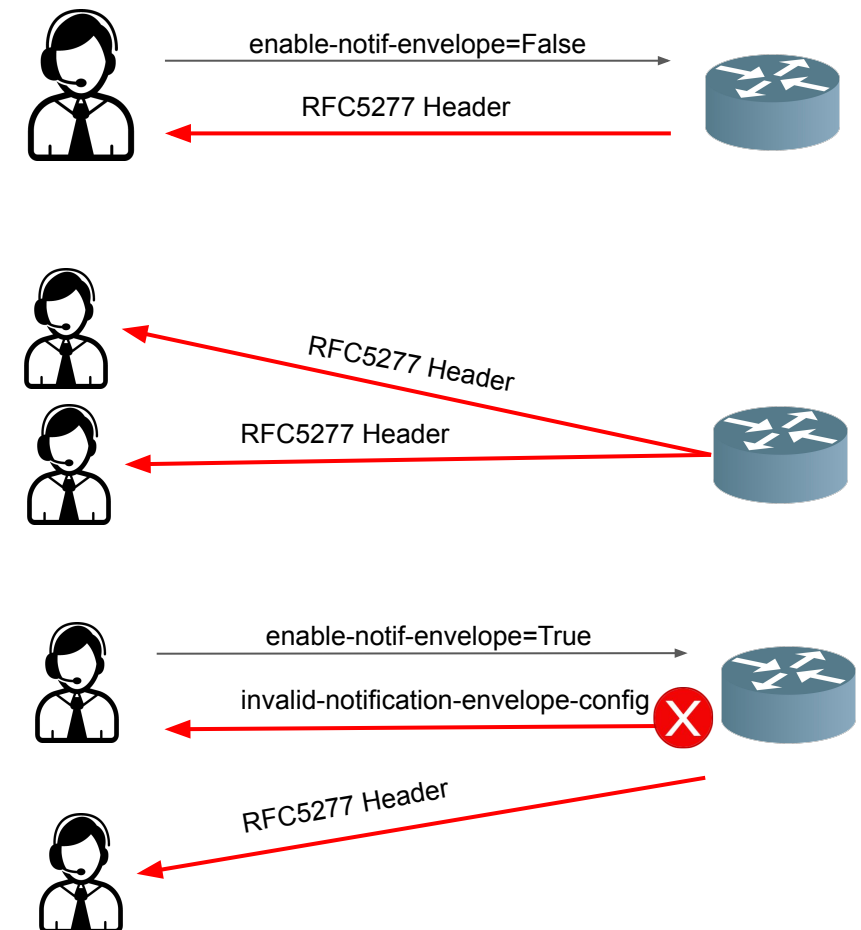 enable-notif-envelope=False
RFC5277 Header
RFC5277 Header
RFC5277 Header
enable-notif-envelope=True
invalid-notification-envelope-config
X
RFC5277 Header